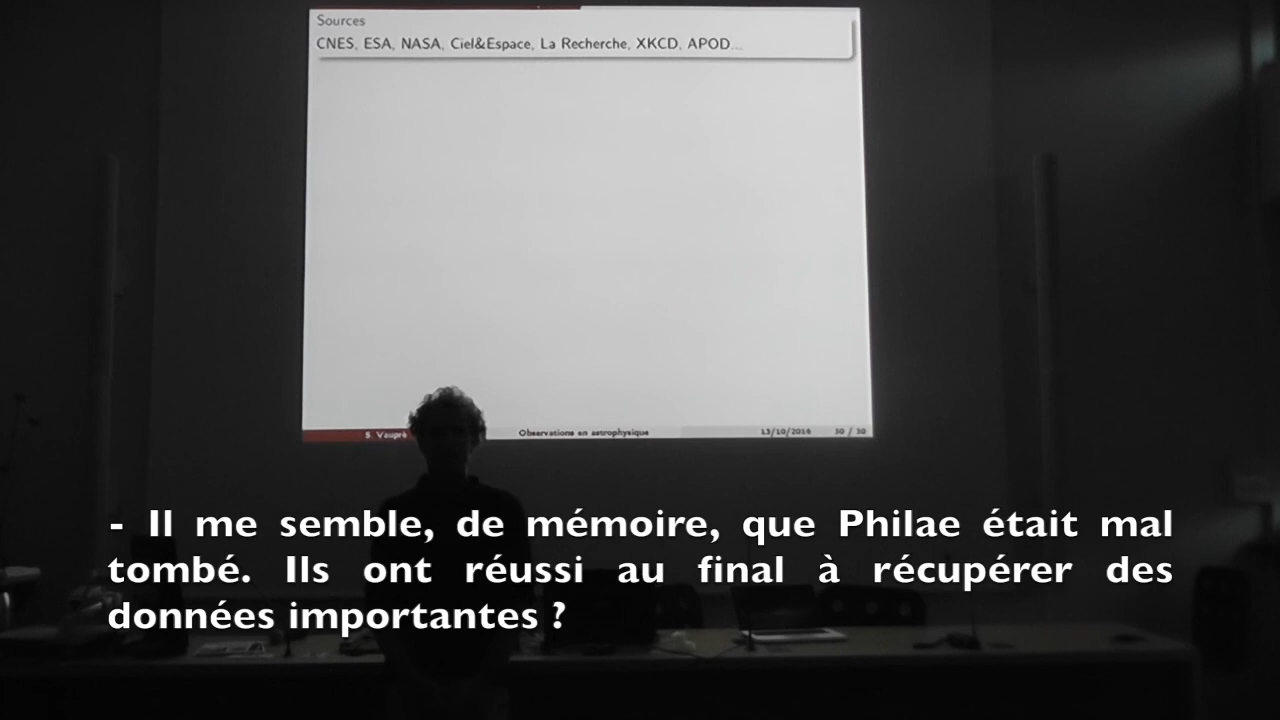 Sources
CNES, ESA, NASA, Ciel&Espace, La Recherche, XKCD, APOD...
S. Vaupré
Observations en astrophysique
13/10/2016
30 / 30
- Il me semble, de mémoire, que Philae était mal
tombé. Ils ont réussi au final à récupérer des
données importantes ?